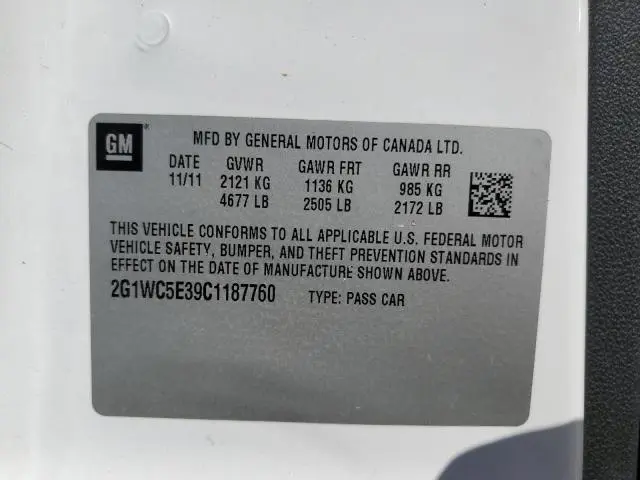 GM
MFD BY GENERAL MOTORS OF CANADA LTD.
DATE GVWR GAWR FRT GAWR RR
11/11 2121 KG 1136 KG 985 KG
4677 LB 2505 LB 2172 LB
THIS VEHICLE CONFORMS TO ALL APPLICABLE U.S. FEDERAL MOTOR
VEHICLE SAFETY, BUMPER, AND THEFT PREVENTION STANDARDS IN
EFFECT ON THE DATE OF MANUFACTURE SHOWN ABOVE.
2G1WC5E39C1187760 TYPE: PASS CAR